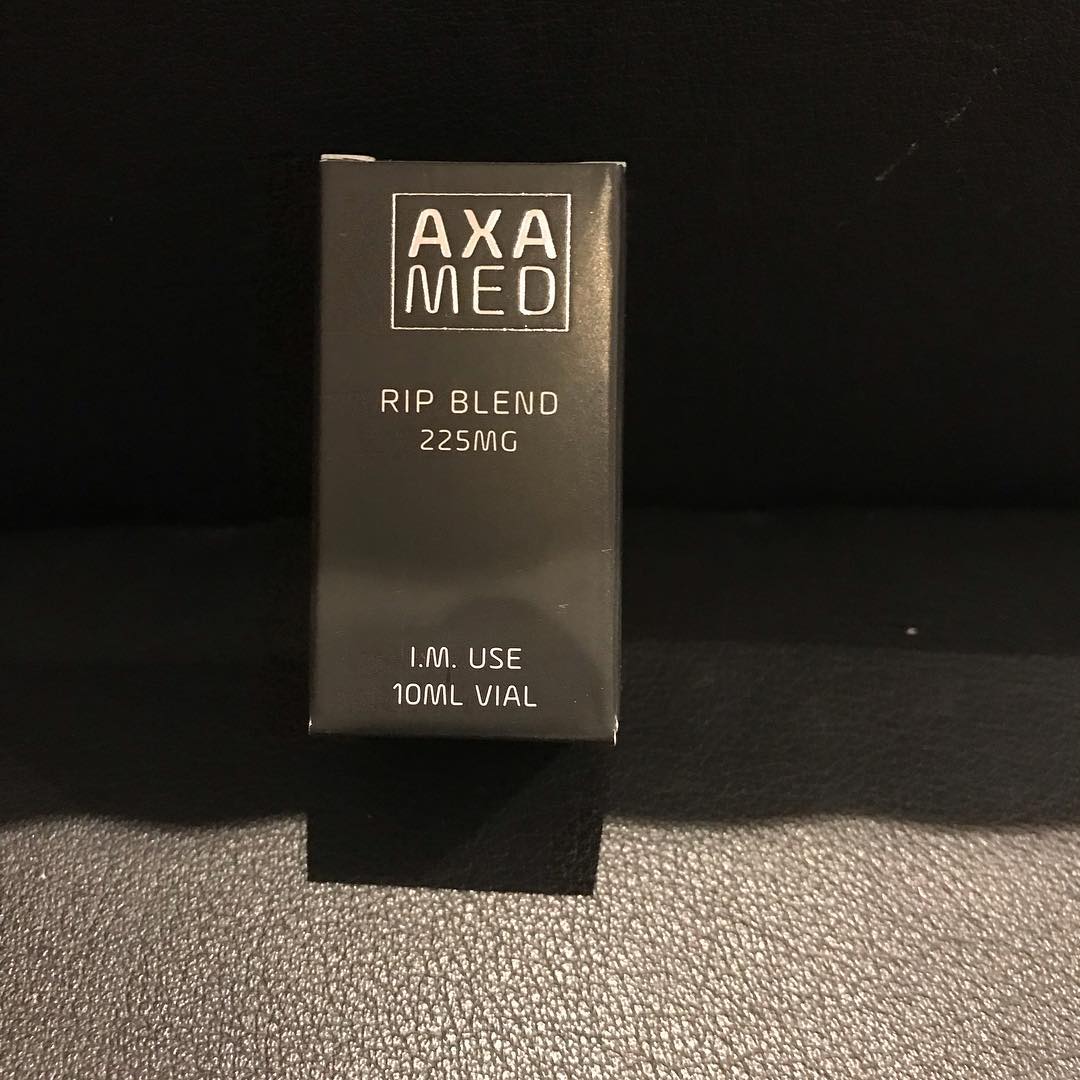 AXA
MED
RIP BLEND
225MG
I.M. USE
10ML VIAL